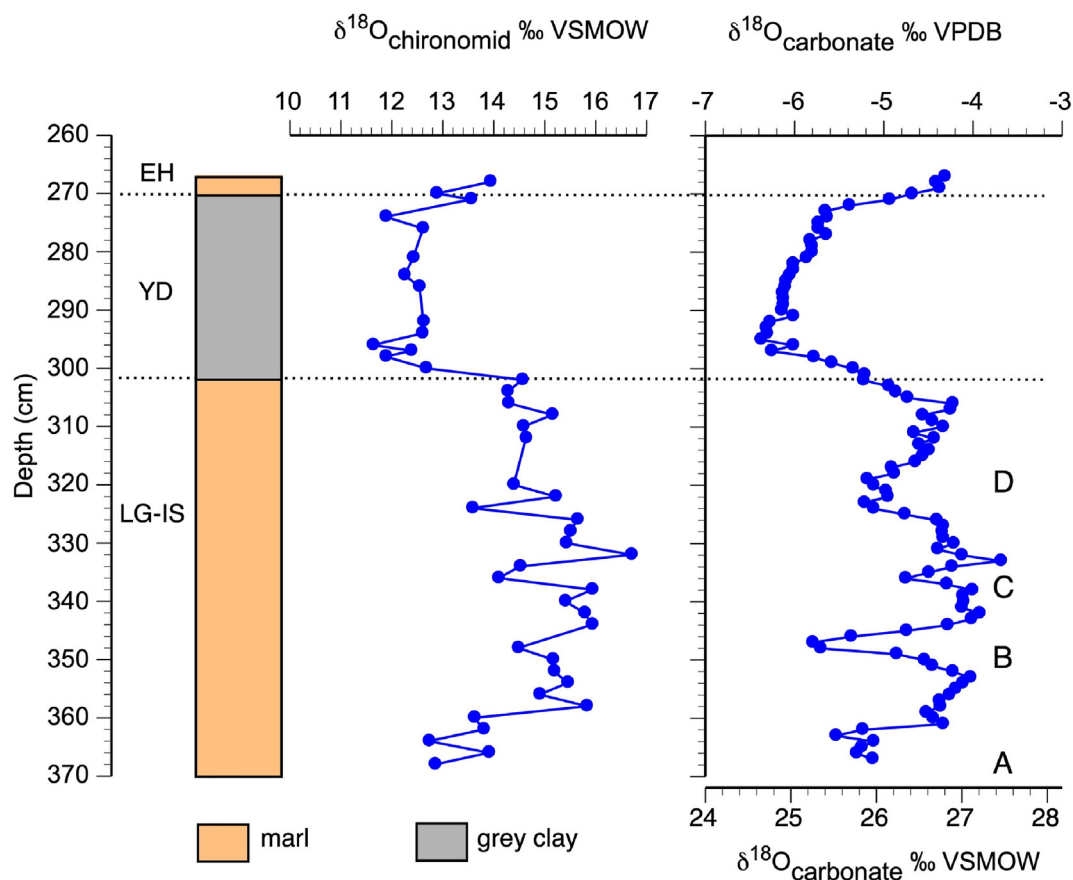 δ18Ochironomid ‰ VSMOW
δ18Ocarbonate ‰ VPDB
10 11 12 13 14 15 16 17
-7 -6 -5 -4 -3
Depth (cm)
260
270
280
290
300
310
320
330
340
350
360
370
EH
YD
LG-IS
D
C
B
A
24 25 26 27 28
δ18Ocarbonate ‰ VSMOW
marl
grey clay